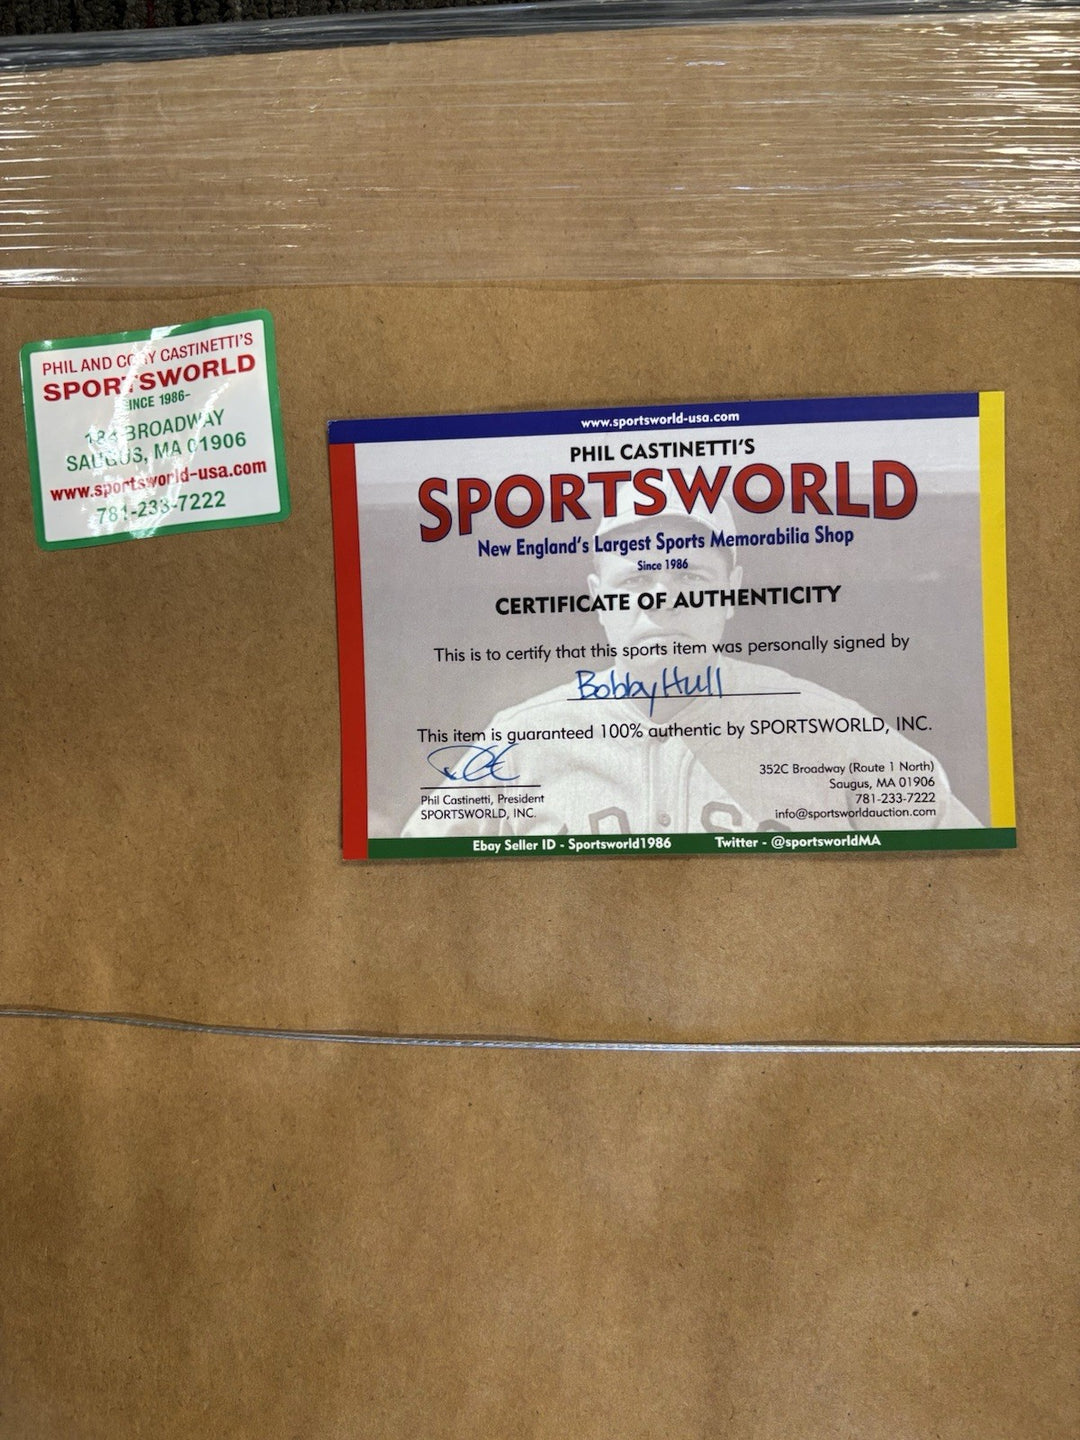 PHIL AND CORY CASTINETTI'S
SPORTSWORLD
SINCE 1986-
184 BROADWAY
SAUGUS, MA 01906
www.sportsworld-usa.com
781-233-7222
www.sportsworld-usa.com
PHIL CASTINETTI'S
SPORTSWORLD
New England's Largest Sports Memorabilia Shop
Since 1986
CERTIFICATE OF AUTHENTICITY
This is to certify that this sports item was personally signed by
Bobby Hull
This item is guaranteed 100% authentic by SPORTSWORLD, INC.
Phil Castinetti, President
SPORTSWORLD, INC.
352C Broadway (Route 1 North)
Saugus, MA 01906
781-233-7222
info@sportsworldauction.com
Ebay Seller ID - Sportsworld1986 Twitter - @sportsworldMA